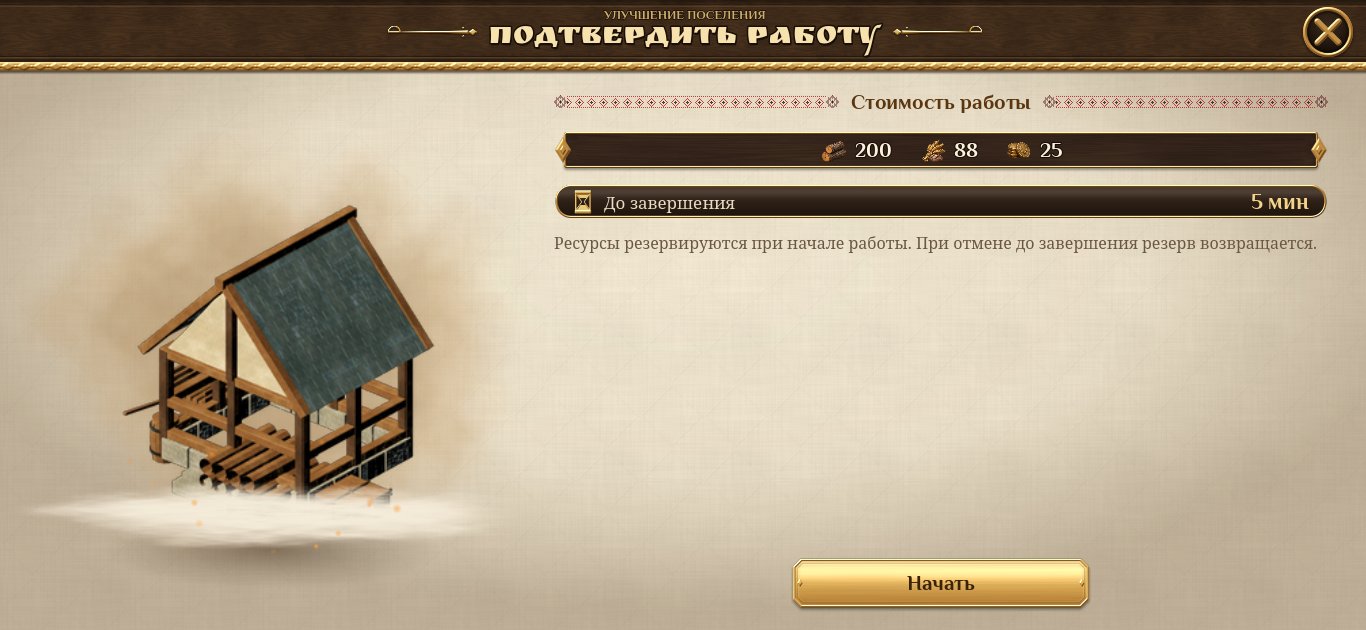 УЛУЧШЕНИЕ ПОСЕЛЕНИЯ
ПОДТВЕРДИТЬ РАБОТУ
Стоимость работы
200 88 25
До завершения 5 мин
Ресурсы резервируются при начале работы. При отмене до завершения резерв возвращается.
Начать